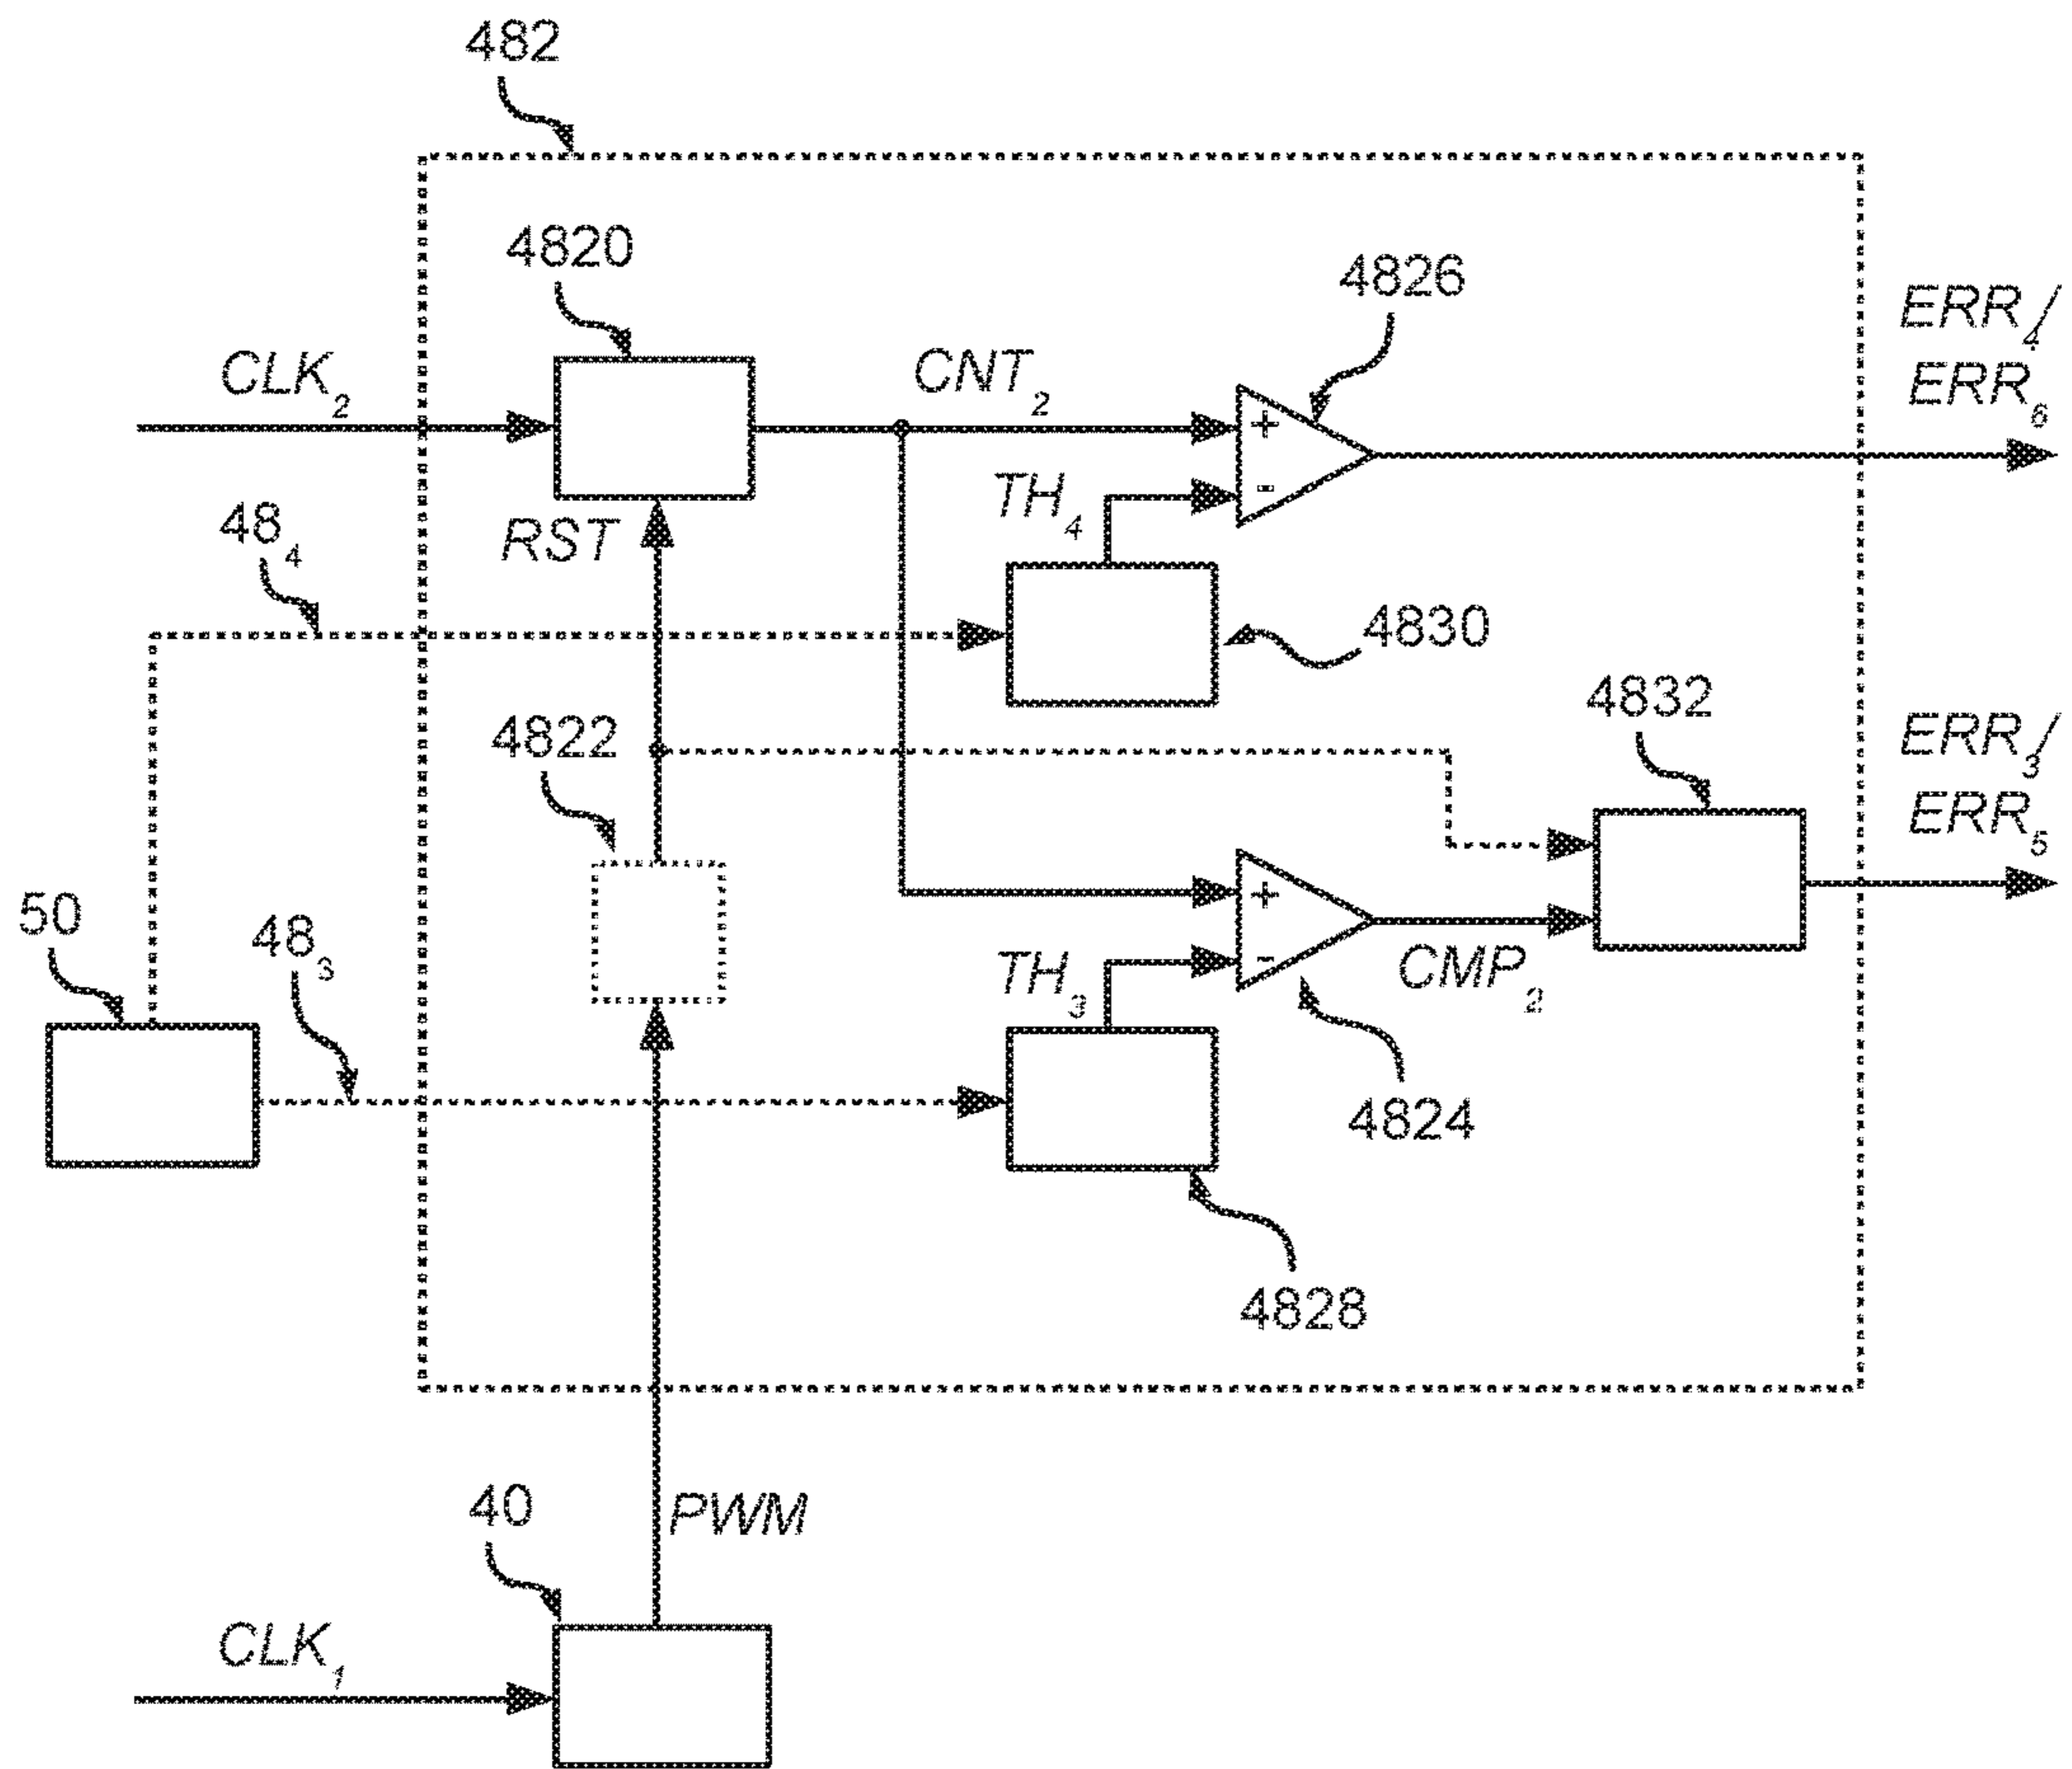 482
4820
4826
ERR4/
ERR6
CLK2
CNT2
+
-
TH4
RST
484
4830
4822
4832
ERR3/
ERR5
50
483
+
-
TH3
CMP2
4824
4828
40
PWM
CLK1